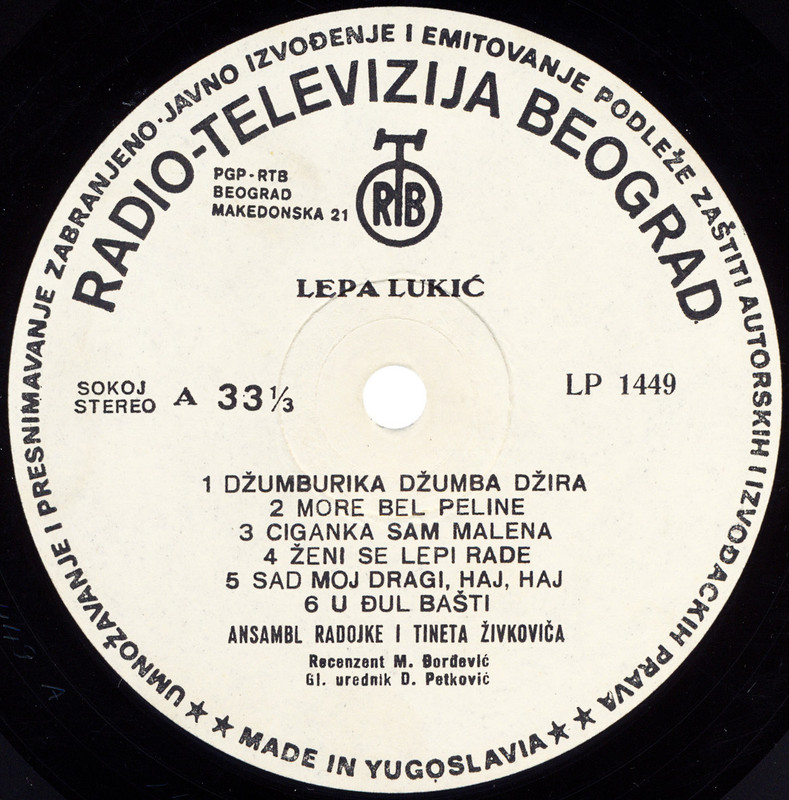 UMNOŽAVANJE I PRESNIMAVANJE ZABRANJENO·JAVNO IZVOĐENJE I EMITOVANJE PODLEŽE ZAŠTITI AUTORSKIH I IZVOĐACKIH PRAVA
RADIO-TELEVIZIJA BEOGRAD
PGP-RTB
BEOGRAD
MAKEDONSKA 21
RTB
LEPA LUKIĆ
SOKOJ
STEREO
A 33⅓
LP 1449
1 DŽUMBURIKA DŽUMBA DŽIRA
2 MORE BEL PELINE
3 CIGANKA SAM MALENA
4 ŽENI SE LEPI RADE
5 SAD MOJ DRAGI, HAJ, HAJ
6 U ĐUL BAŠTI
ANSAMBL RADOJKE I TINETA ŽIVKOVIČA
Recenzent M. Đorđević
Gl. urednik D. Petković
★★ MADE IN YUGOSLAVIA ★★